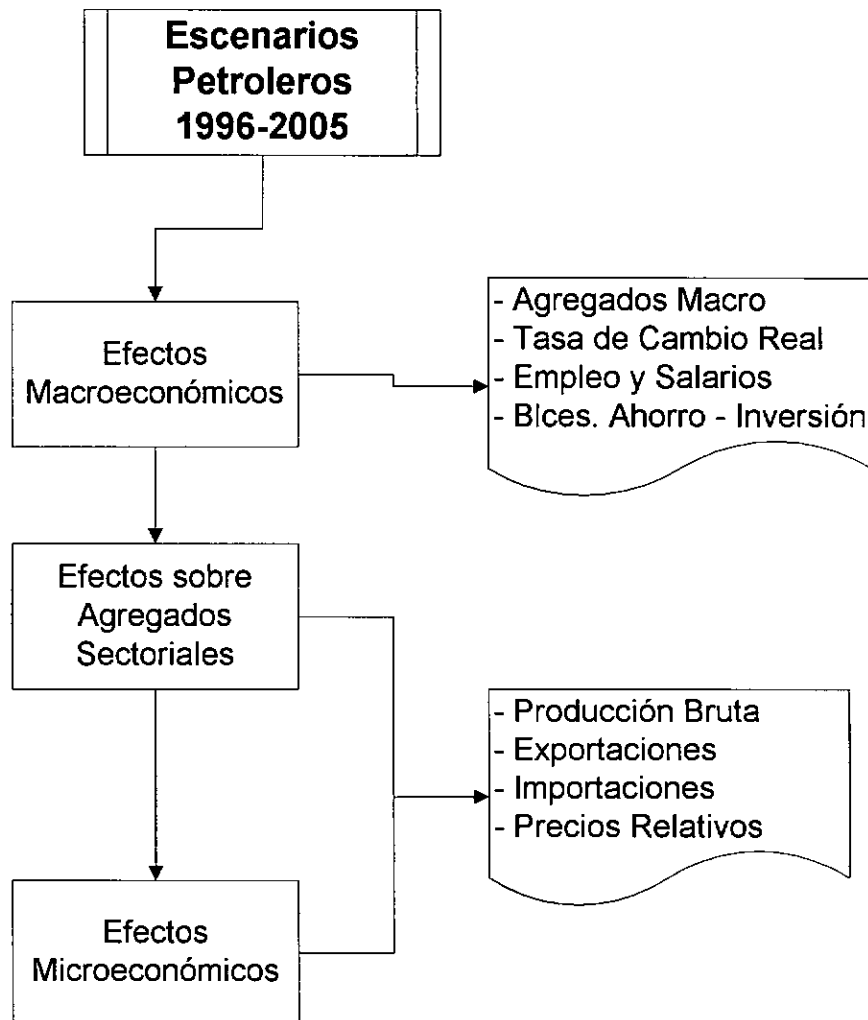 Escenarios
Petroleros
1996-2005
Efectos
Macroeconómicos
- Agregados Macro
- Tasa de Cambio Real
- Empleo y Salarios
- Blces. Ahorro - Inversión
Efectos sobre
Agregados
Sectoriales
- Producción Bruta
- Exportaciones
- Importaciones
- Precios Relativos
Efectos
Microeconómicos